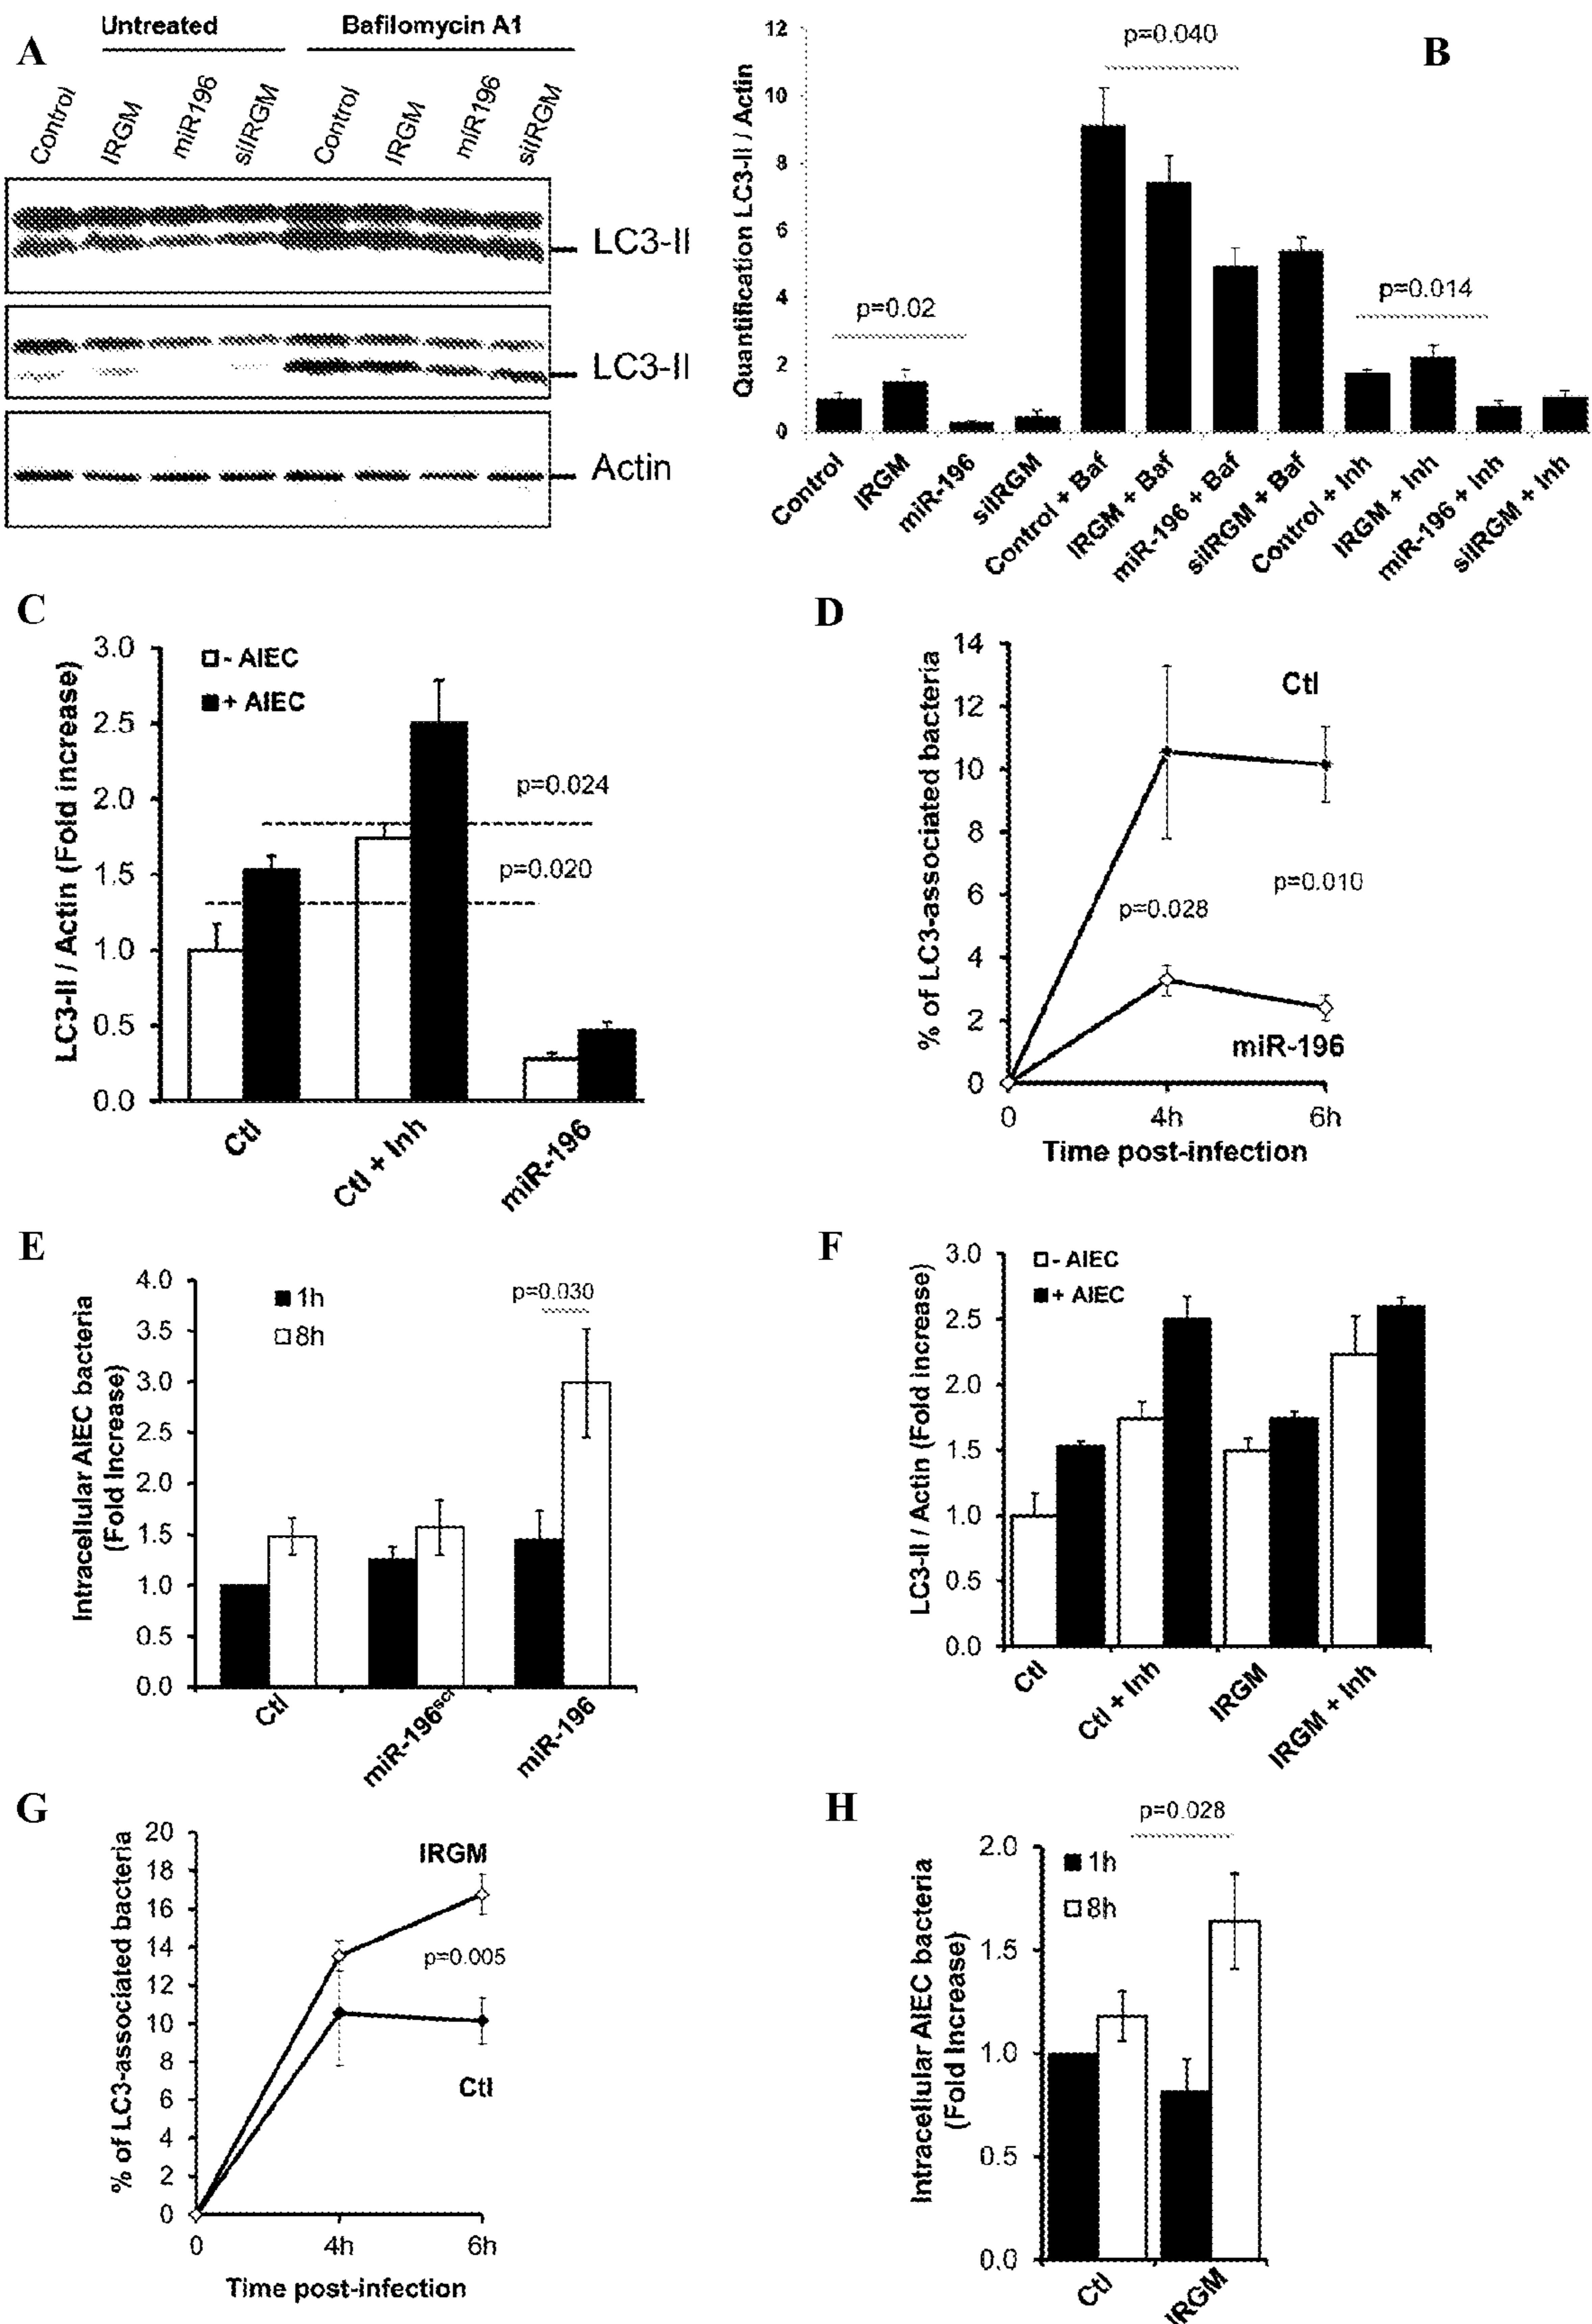 A
Untreated
Bafilomycin A1
Control
IRGM
miR196
siIRGM
Control
IRGM
miR196
siIRGM
LC3-II
LC3-II
Actin
B
Quantification LC3-II / Actin
12
10
8
6
4
2
0
p=0.02
p=0.040
p=0.014
Control
IRGM
miR-196
siIRGM
Control + Baf
IRGM + Baf
miR-196 + Baf
siIRGM + Baf
Control + Inh
IRGM + Inh
miR-196 + Inh
siIRGM + Inh
C
LC3-II / Actin (Fold increase)
3.0
2.5
2.0
1.5
1.0
0.5
0.0
- AIEC
+ AIEC
p=0.024
p=0.020
Ctl
Ctl + Inh
miR-196
D
% of LC3-associated bacteria
14
12
10
8
6
4
2
0
Ctl
p=0.028
p=0.010
miR-196
0
4h
6h
Time post-infection
E
Intracellular AIEC bacteria
(Fold Increase)
4.0
3.5
3.0
2.5
2.0
1.5
1.0
0.5
0.0
1h
8h
p=0.030
Ctl
miR-196scr
miR-196
F
LC3-II / Actin (Fold increase)
3.0
2.5
2.0
1.5
1.0
0.5
0.0
- AIEC
+ AIEC
Ctl
Ctl + Inh
IRGM
IRGM + Inh
G
% of LC3-associated bacteria
20
18
16
14
12
10
8
6
4
2
0
IRGM
p=0.005
Ctl
0
4h
6h
Time post-infection
H
Intracellular AIEC bacteria
(Fold Increase)
2.0
1.5
1.0
0.5
0.0
p=0.028
1h
8h
Ctl
IRGM